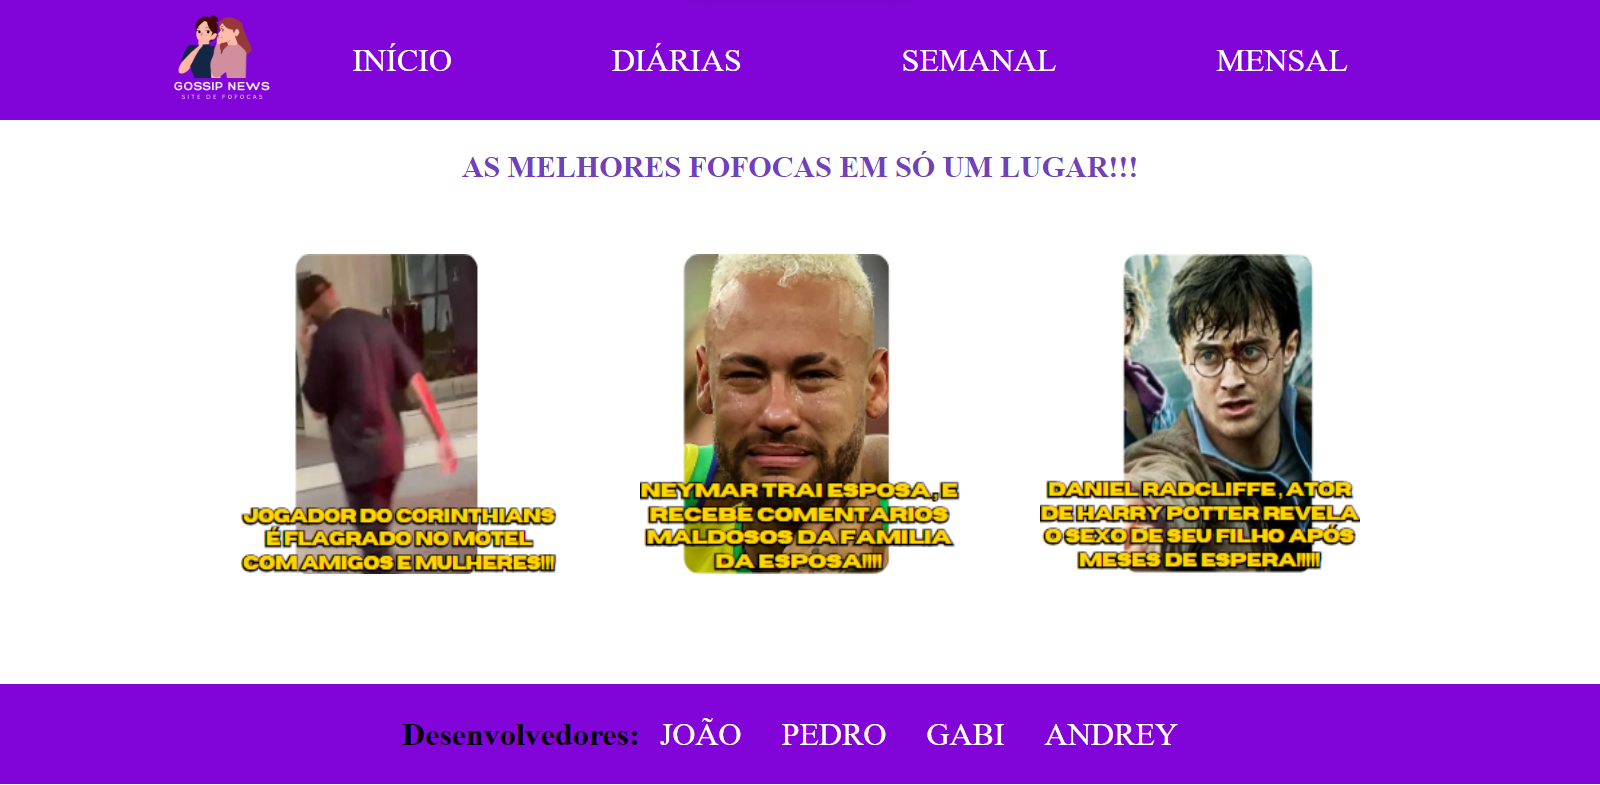 GOSSIP NEWS
SITE DE FOFOCAS
INÍCIO
DIÁRIAS
SEMANAL
MENSAL
AS MELHORES FOFOCAS EM SÓ UM LUGAR!!!
JOGADOR DO CORINTHIANS
É FLAGRADO NO MOTEL
COM AMIGOS E MULHERES!!!
NEYMAR TRAI ESPOSA, E
RECEBE COMENTARIOS
MALDOSOS DA FAMILIA
DA ESPOSA!!!!
DANIEL RADCLIFFE, ATOR
DE HARRY POTTER REVELA
O SEXO DE SEU FILHO APÓS
MESES DE ESPERA!!!!!
Desenvolvedores: JOÃO PEDRO GABI ANDREY